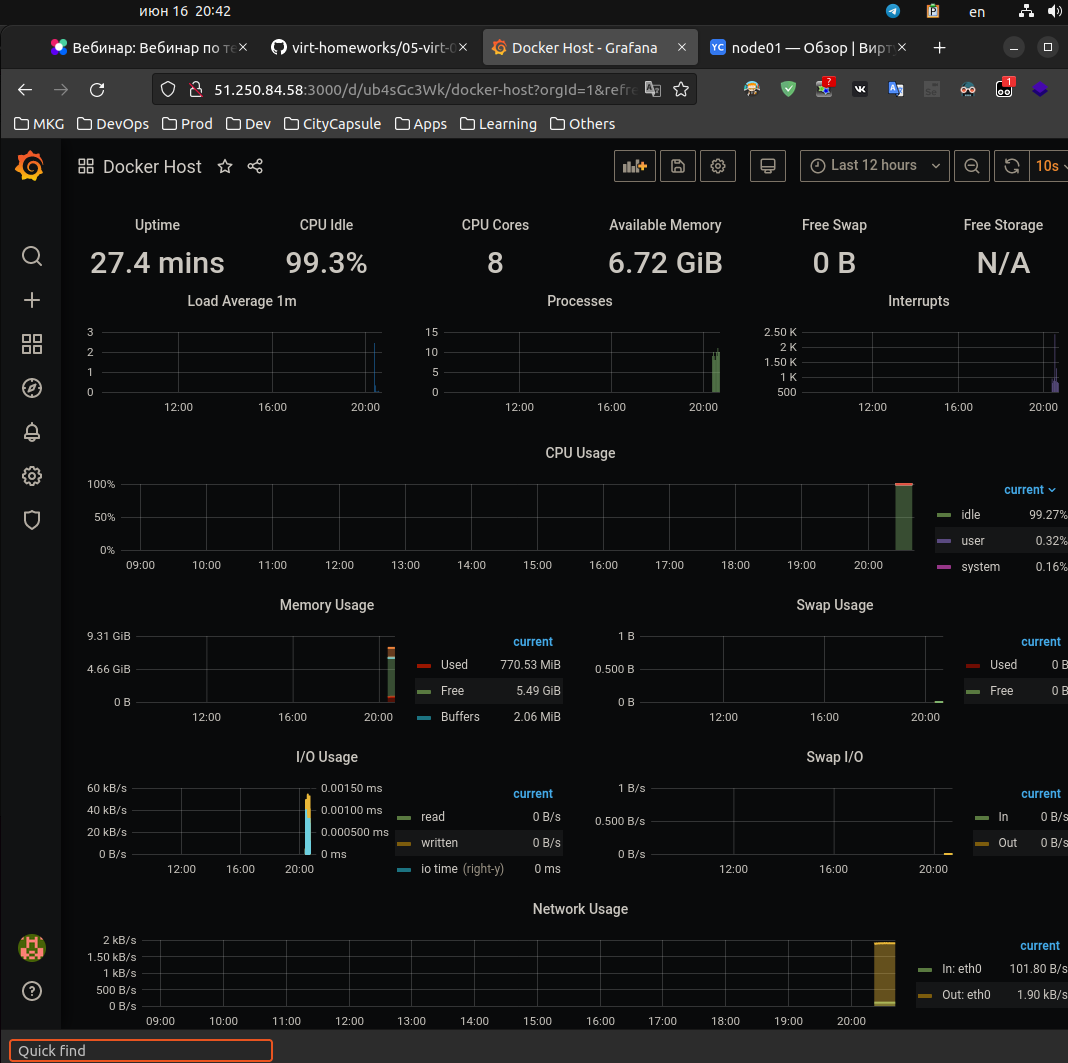 июн 16 20:42
en
Вебинар: Вебинар по те
virt-homeworks/05-virt-0
Docker Host - Grafana
YC node01 — Обзор | Вирт
51.250.84.58:3000/d/ub4sGc3Wk/docker-host?orgId=1&refre
MKG DevOps Prod Dev CityCapsule Apps Learning Others
Docker Host
Last 12 hours
10s
Uptime CPU Idle CPU Cores Available Memory Free Swap Free Storage
27.4 mins 99.3% 8 6.72 GiB 0 B N/A
Load Average 1m
3
2
1
0
12:00 16:00 20:00
Processes
15
10
5
0
12:00 16:00 20:00
Interrupts
2.50 K
2 K
1.50 K
1 K
500
12:00 16:00 20:00
CPU Usage
100%
50%
0%
09:00 10:00 11:00 12:00 13:00 14:00 15:00 16:00 17:00 18:00 19:00 20:00
current
idle 99.27%
user 0.32%
system 0.16%
Memory Usage
9.31 GiB
4.66 GiB
0 B
12:00 16:00 20:00
current
Used 770.53 MiB
Free 5.49 GiB
Buffers 2.06 MiB
Swap Usage
1 B
0.500 B
0 B
12:00 16:00 20:00
current
Used 0 B
Free 0 B
I/O Usage
60 kB/s
40 kB/s
20 kB/s
0 B/s
0.00150 ms
0.00100 ms
0.000500 ms
0 ms
12:00 16:00 20:00
current
read 0 B/s
written 0 B/s
io time (right-y) 0 ms
Swap I/O
1 B/s
0.500 B/s
0 B/s
12:00 16:00 20:00
current
In 0 B/s
Out 0 B/s
Network Usage
2 kB/s
1.50 kB/s
1 kB/s
500 B/s
0 B/s
09:00 10:00 11:00 12:00 13:00 14:00 15:00 16:00 17:00 18:00 19:00 20:00
current
In: eth0 101.80 B/s
Out: eth0 1.90 kB/s
Quick find